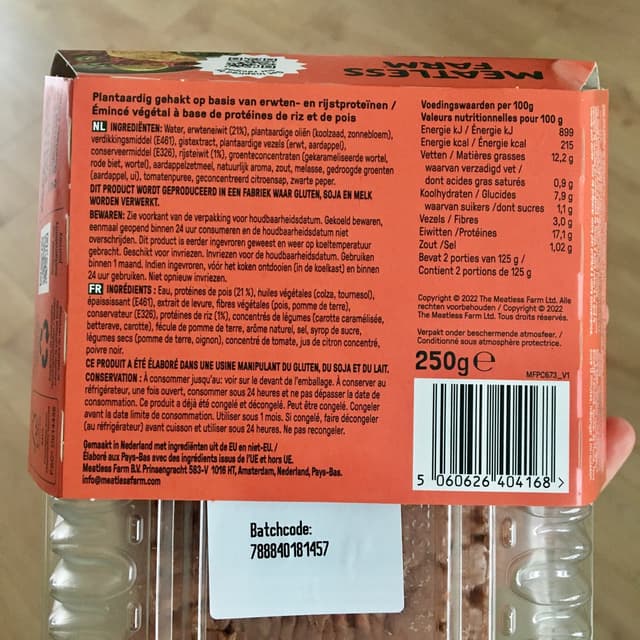 MEATLESS
FARM
Plantaardig gehakt op basis van erwten- en rijstproteïnen /
Émincé végétal à base de protéines de riz et de pois
NL INGREDIËNTEN: Water, erwteneiwit (21%), plantaardige oliën (koolzaad, zonnebloem),
verdikkingsmiddel (E461), gistextract, plantaardige vezels (erwt, aardappel),
conserveermiddel (E326), rijsteiwit (1%), groenteconcentraten (gekarameliseerde wortel,
rode biet, wortel), aardappelzetmeel, natuurlijk aroma, zout, melasse, gedroogde groenten
(aardappel, ui), tomatenpuree, geconcentreerd citroensap, zwarte peper.
DIT PRODUCT WORDT GEPRODUCEERD IN EEN FABRIEK WAAR GLUTEN, SOJA EN MELK
WORDEN VERWERKT.
BEWAREN: Zie voorkant van de verpakking voor houdbaarheidsdatum. Gekoeld bewaren,
eenmaal geopend binnen 24 uur consumeren en de houdbaarheidsdatum niet
overschrijden. Dit product is eerder ingevroren geweest en weer op koeltemperatuur
gebracht. Geschikt voor invriezen. Invriezen voor de houdbaarheidsdatum. Gebruiken
binnen 1 maand. Indien ingevroren, vóór het koken ontdooien (in de koelkast) en binnen
24 uur gebruiken. Niet opnieuw invriezen.
FR INGRÉDIENTS : Eau, protéines de pois (21 %), huiles végétales (colza, tournesol),
épaississant (E461), extrait de levure, fibres végétales (pois, pomme de terre),
conservateur (E326), protéines de riz (1%), concentrés de légumes (carotte caramélisée,
betterave, carotte), fécule de pomme de terre, arôme naturel, sel, syrop de sucre,
légumes séchés (pomme de terre, oignon), concentré de tomate, jus de citron concentré,
poivre noir.
CE PRODUIT A ÉTÉ ÉLABORÉ DANS UNE USINE MANIPULANT DU GLUTEN, DU SOJA ET DU LAIT.
CONSERVATION : À consommer jusqu'au: voir sur le devant de l'emballage. À conserver au
réfrigérateur, une fois ouvert, consommer sous 24 heures et ne pas dépasser la date de
consommation. Ce produit a déjà été congelé et décongelé. Peut être congelé. Congeler
avant la date limite de consommation. Utiliser sous 1 mois. Si congelé, faire décongeler
(au réfrigérateur) avant cuisson et utiliser sous 24 heures. Ne pas recongeler.
Gemaakt in Nederland met ingrediënten uit de EU en niet-EU. /
Élaboré aux Pays-Bas avec des ingrédients issus de l'UE et hors UE.
Meatless Farm B.V. Prinsengracht 583-V 1016 HT, Amsterdam, Nederland, Pays-Bas.
info@meatlessfarm.com
Voedingswaarden per 100g
Valeurs nutritionnelles pour 100 g
Energie kJ / Énergie kJ 899
Energie kcal / Énergie kcal 215
Vetten / Matières grasses 12,2 g
waarvan verzadigd vet /
dont acides gras saturés 0,9 g
Koolhydraten / Glucides 7,9 g
waarvan suikers /dont sucres 1,1 g
Vezels / Fibres 3,0 g
Eiwitten /Protéines 17,1 g
Zout /Sel 1,02 g
Bevat 2 porties van 125 g /
Contient 2 portions de 125 g
Copyright © 2022 The Meatless Farm Ltd. Alle
rechten voorbehouden / Copyright © 2022
The Meatless Farm Ltd. Tous droits réservés.
Verpakt onder beschermende atmosfeer. /
Conditionné sous atmosphère protectrice.
250g e
MFPC673_V1
5 060626 404168 >
Batchcode:
788840181457